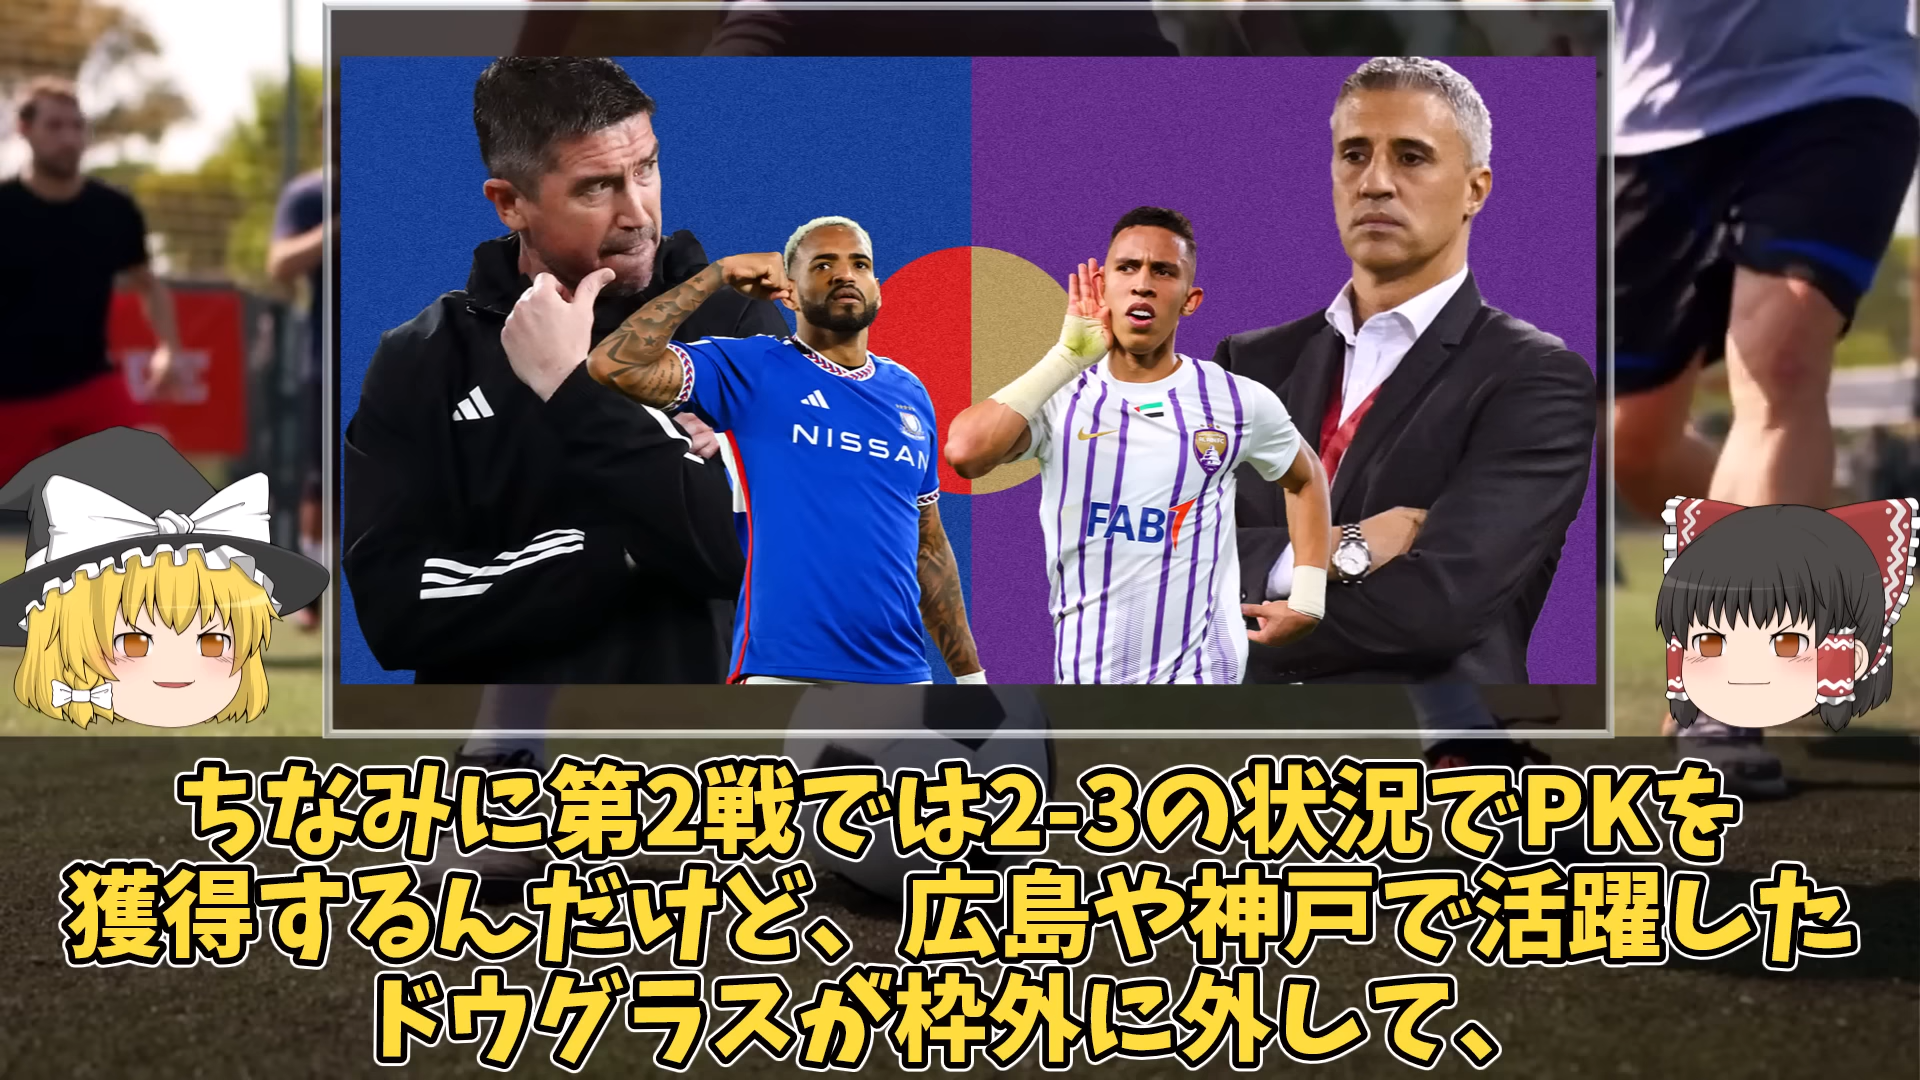 NISSAN
FAB
ちなみに第2戦では2-3の状況でPKを
獲得するんだけど、広島や神戸で活躍した
ドウグラスが枠外に外して、